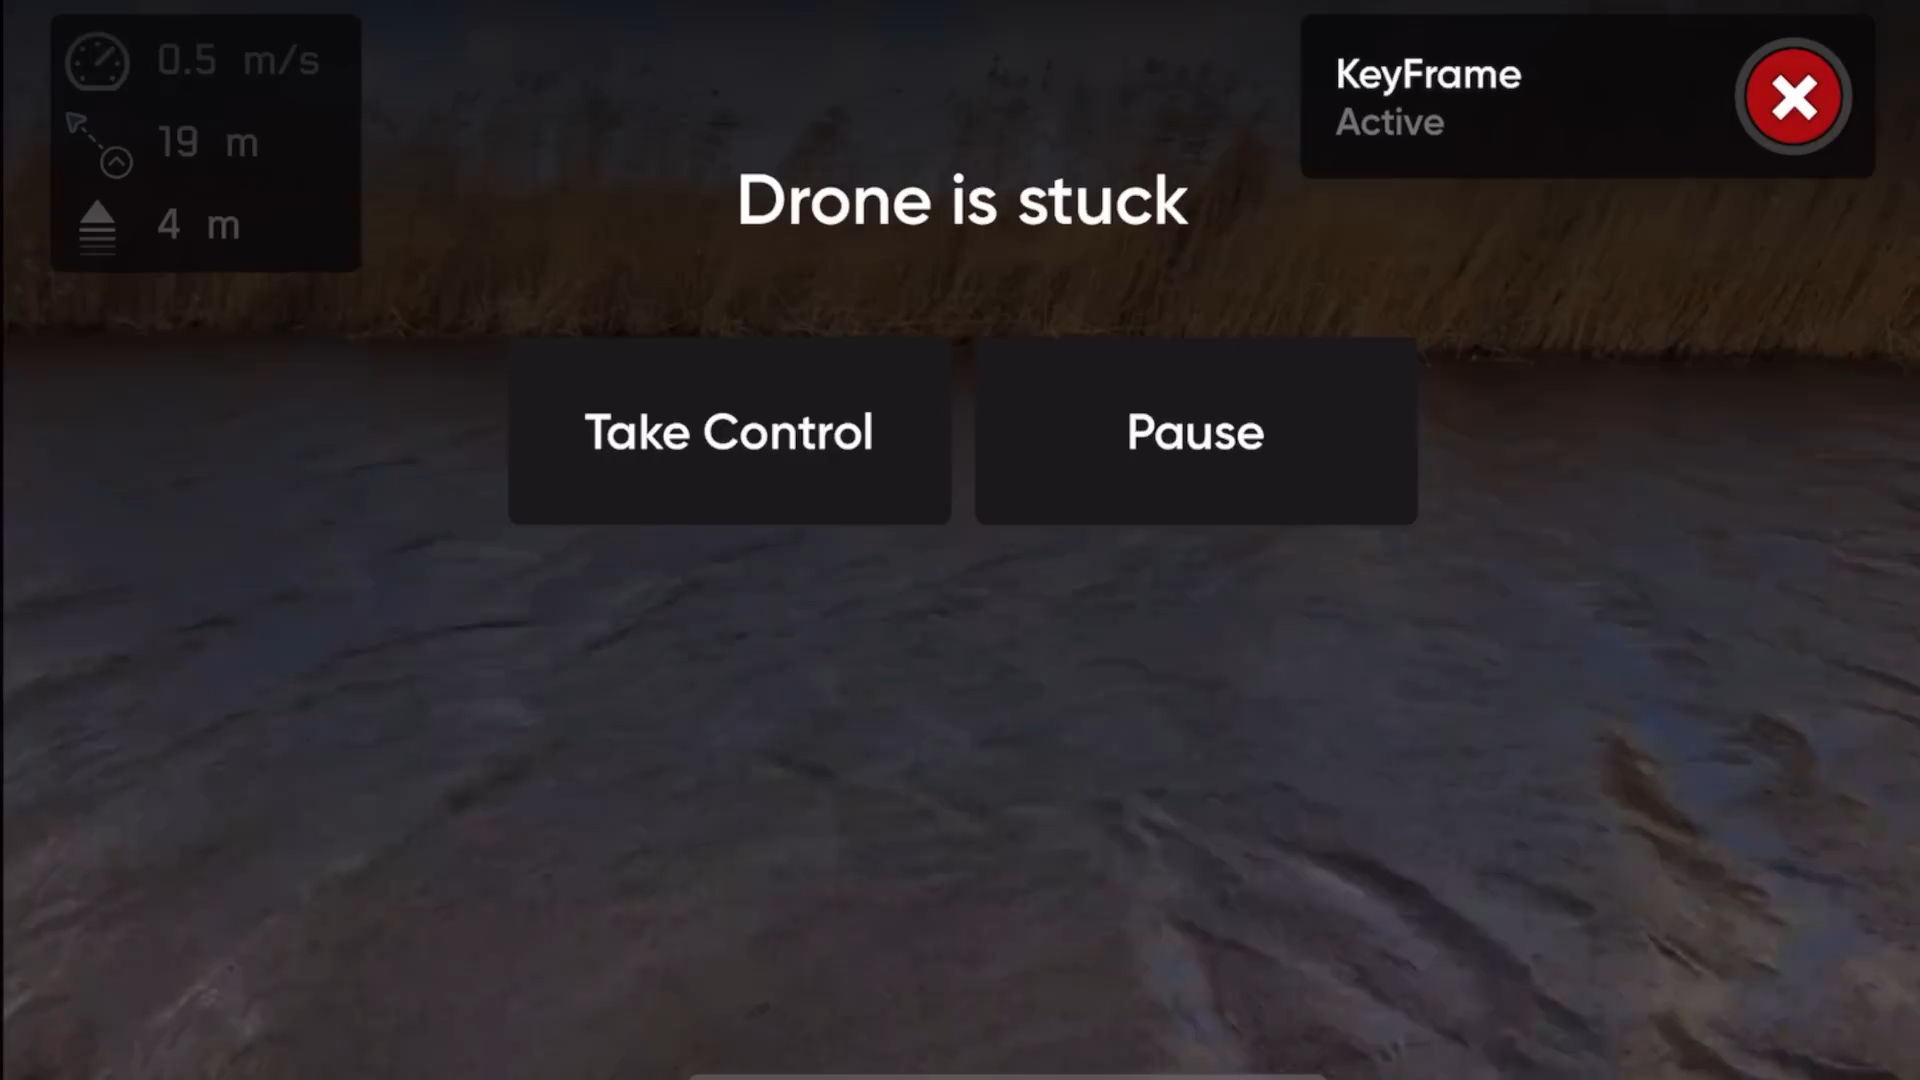 0.5 m/s
19 m
4 m
KeyFrame
Active
Drone is stuck
Take Control
Pause